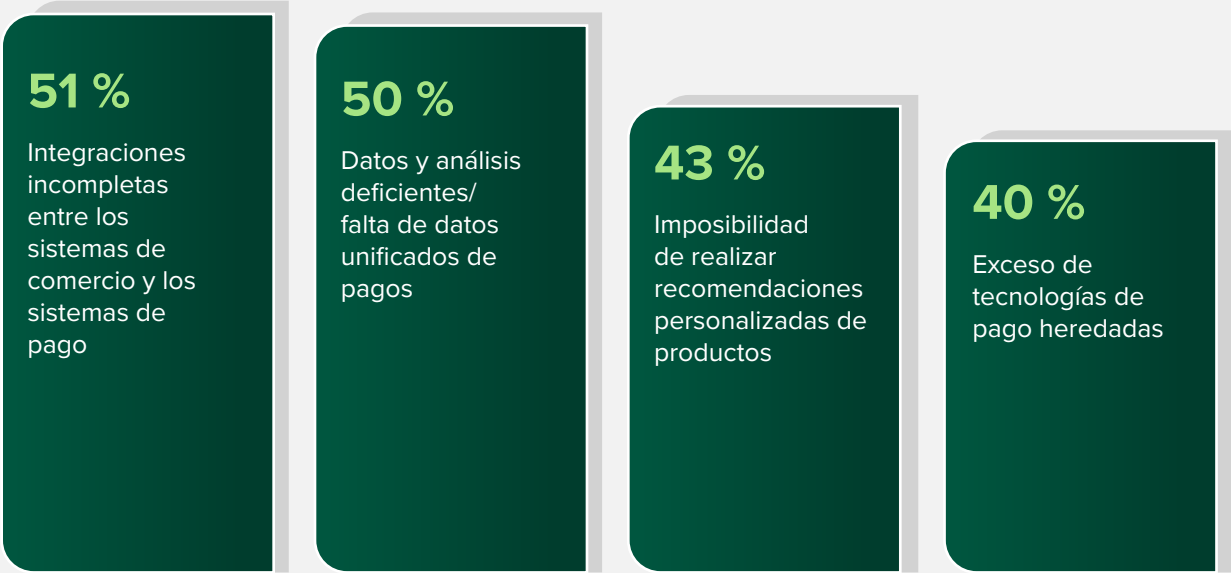 51 %
Integraciones
incompletas
entre los
sistemas de
comercio y los
sistemas de
pago
50 %
Datos y análisis
deficientes/
falta de datos
unificados de
pagos
43 %
Imposibilidad
de realizar
recomendaciones
personalizadas de
productos
40 %
Exceso de
tecnologías de
pago heredadas